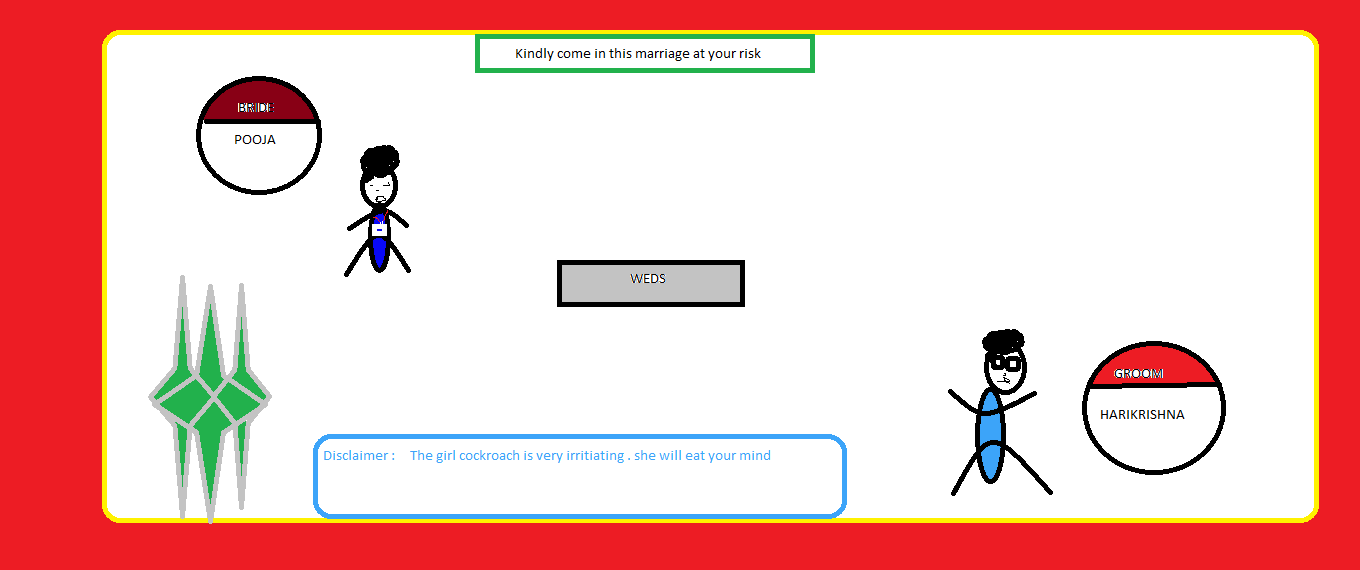 Kindly come in this marriage at your risk
BRIDE
POOJA
WEDS
GROOM
HARIKRISHNA
Disclaimer : The girl cockroach is very irritiating . she will eat your mind